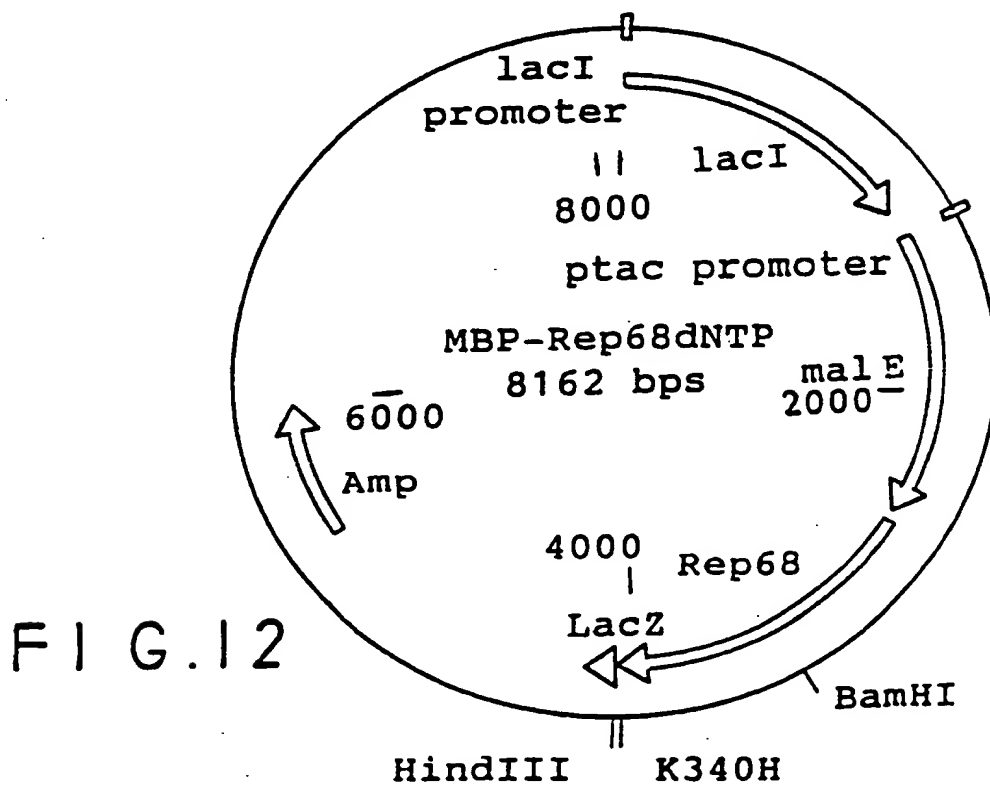 lacI
promoter
lacI
8000
ptac promoter
MBP-Rep68dNTP
8162 bps
malE
2000
6000
Amp
4000
Rep68
LacZ
FIG.12
BamHI
HindIII
K340H